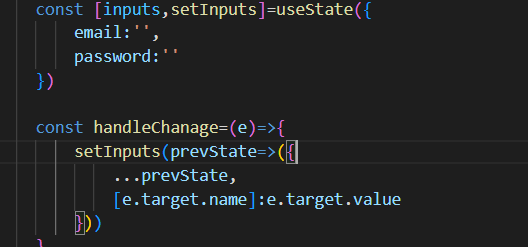 const [inputs,setInputs]=useState({
email:'',
password:''
})
const handleChanage=(e)=>{
setInputs(prevState=>({
...prevState,
[e.target.name]:e.target.value
}))
}